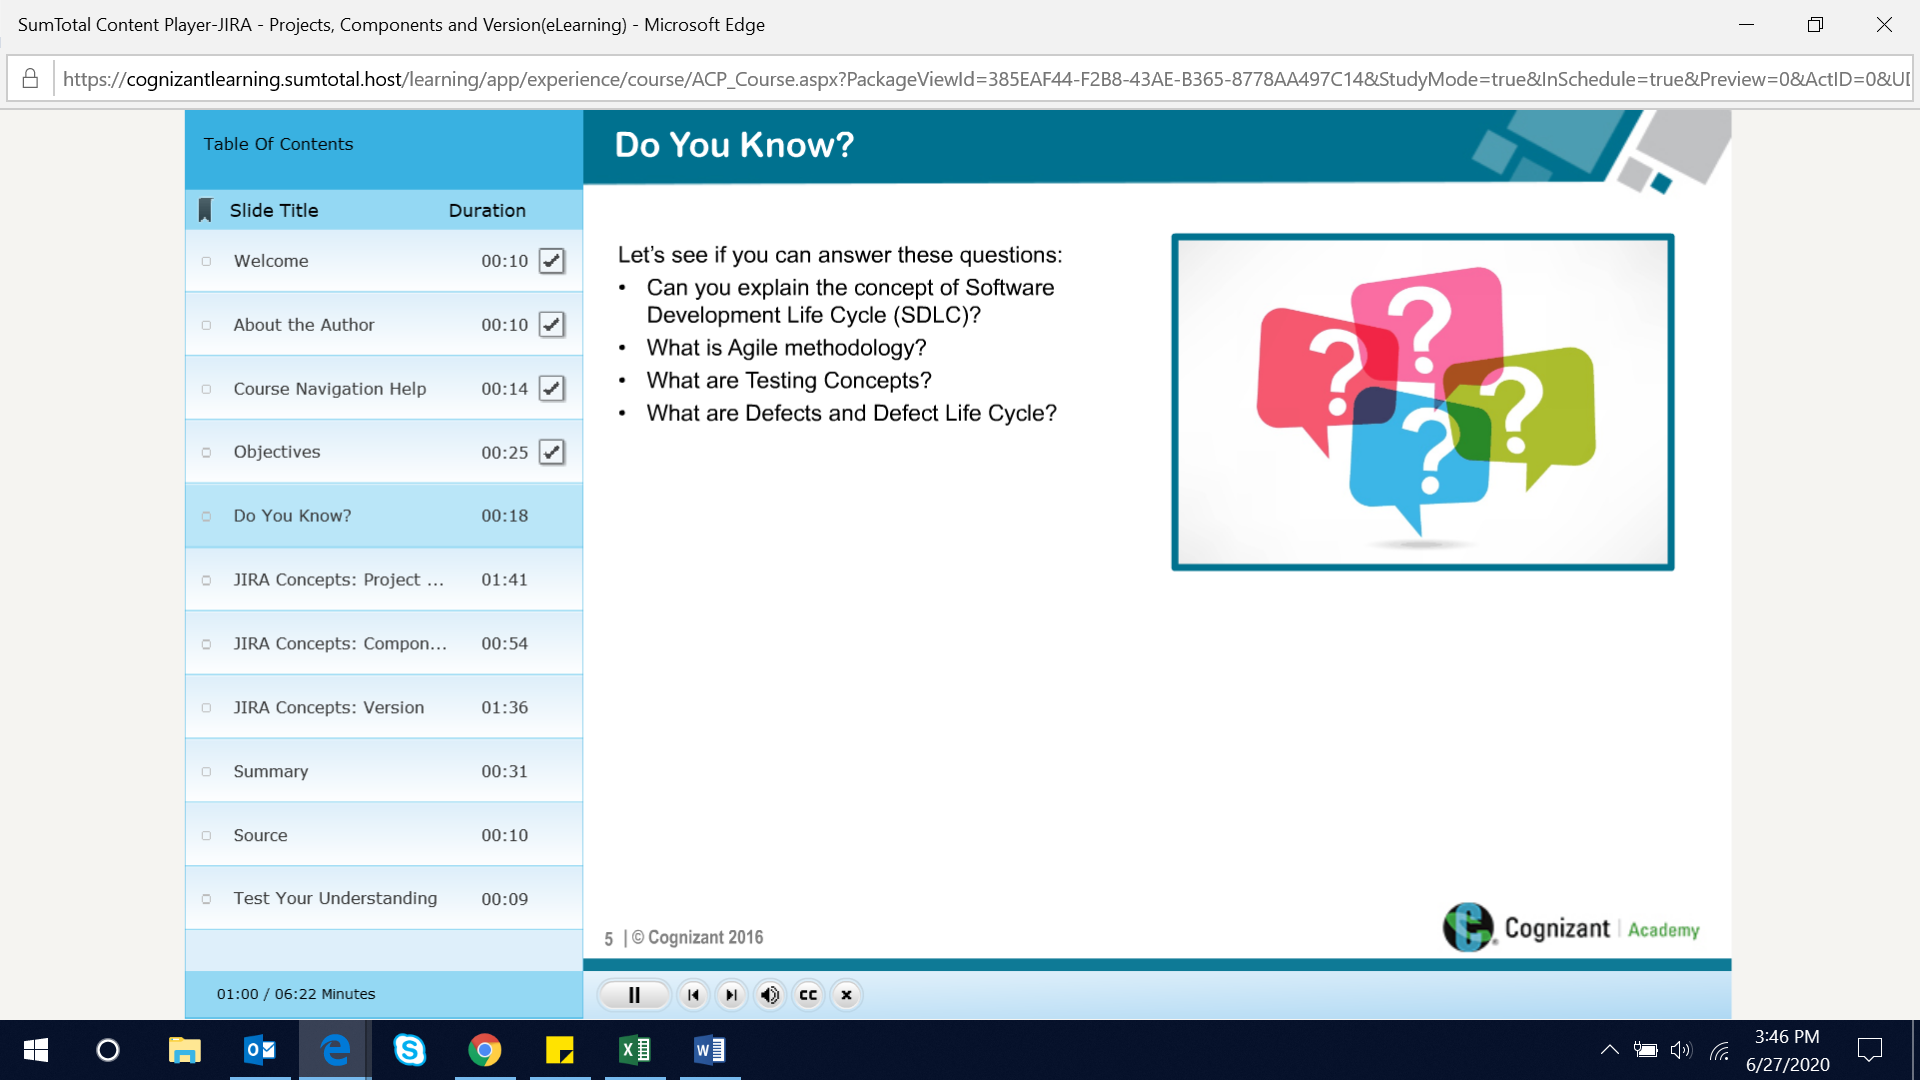 SumTotal Content Player-JIRA - Projects, Components and Version(eLearning) - Microsoft Edge
https://cognizantlearning.sumtotal.host/learning/app/experience/course/ACP_Course.aspx?PackageViewId=385EAF44-F2B8-43AE-B365-8778AA497C14&StudyMode=true&InSchedule=true&Preview=0&ActID=0&UI
Table Of Contents
Slide Title Duration
Welcome 00:10
About the Author 00:10
Course Navigation Help 00:14
Objectives 00:25
Do You Know? 00:18
JIRA Concepts: Project ... 01:41
JIRA Concepts: Compon... 00:54
JIRA Concepts: Version 01:36
Summary 00:31
Source 00:10
Test Your Understanding 00:09
01:00 / 06:22 Minutes
Do You Know?
Let's see if you can answer these questions:
• Can you explain the concept of Software
Development Life Cycle (SDLC)?
• What is Agile methodology?
• What are Testing Concepts?
• What are Defects and Defect Life Cycle?
? ? ? ?
5 | © Cognizant 2016
Cognizant | Academy
CC
3:46 PM
6/27/2020